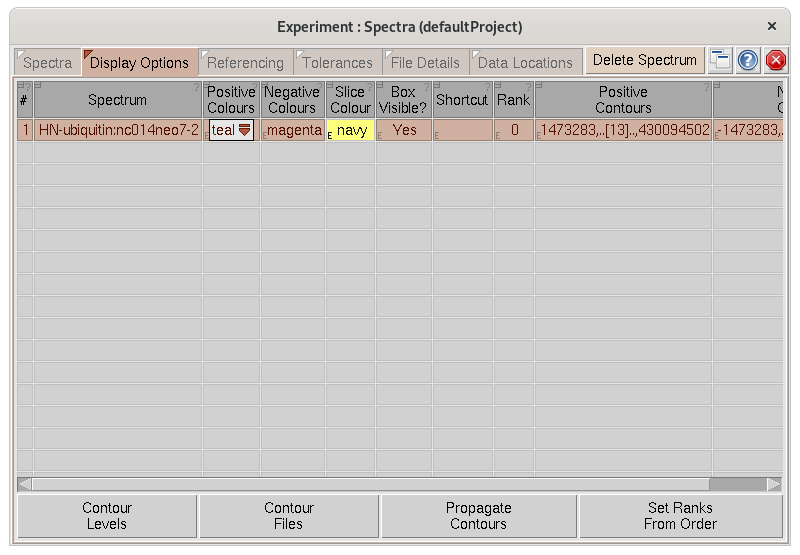 Experiment : Spectra (defaultProject)
Spectra Display Options Referencing Tolerances File Details Data Locations Delete Spectrum
# Spectrum Positive Colours Negative Colours Slice Colour Box Visible? Shortcut Rank Positive Contours
1 HN-ubiquitin:nc014neo7-2 teal magenta navy Yes 0 1473283,..[13]..,430094502 -1473283,
Contour Levels Contour Files Propagate Contours Set Ranks From Order